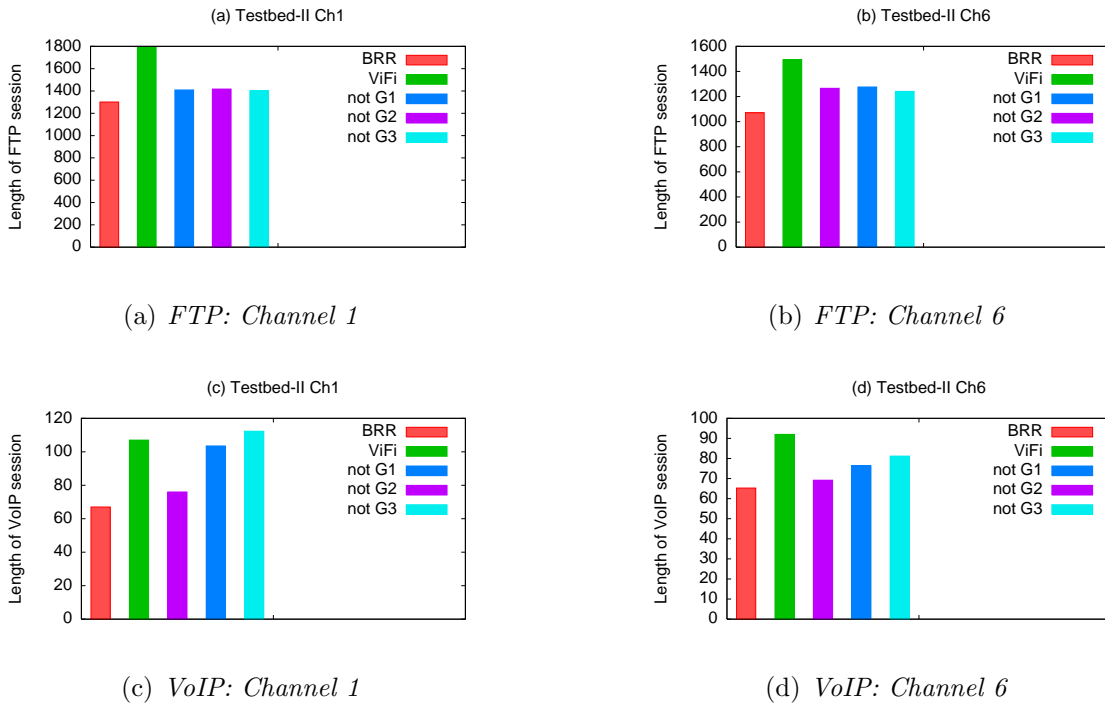 (a) Testbed-II Ch1
Length of FTP session
1800
1600
1400
1200
1000
800
600
400
200
0
BRR
ViFi
not G1
not G2
not G3
(a) FTP: Channel 1
(b) Testbed-II Ch6
Length of FTP session
1600
1400
1200
1000
800
600
400
200
0
BRR
ViFi
not G1
not G2
not G3
(b) FTP: Channel 6
(c) Testbed-II Ch1
Length of VoIP session
120
100
80
60
40
20
0
BRR
ViFi
not G1
not G2
not G3
(c) VoIP: Channel 1
(d) Testbed-II Ch6
Length of VoIP session
100
90
80
70
60
50
40
30
20
10
0
BRR
ViFi
not G1
not G2
not G3
(d) VoIP: Channel 6